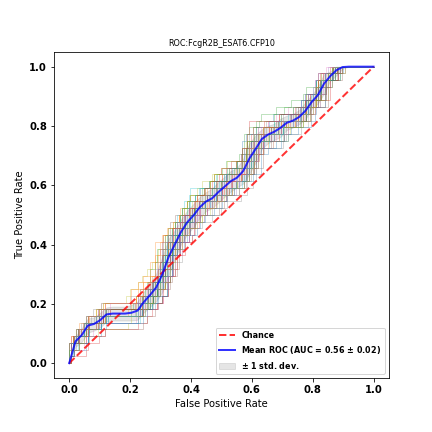 ROC:FcgR2B_ESAT6.CFP10
1.0
0.8
0.6
0.4
0.2
0.0
True Positive Rate
Chance
Mean ROC (AUC = 0.56 ± 0.02)
± 1 std. dev.
0.0 0.2 0.4 0.6 0.8 1.0
False Positive Rate